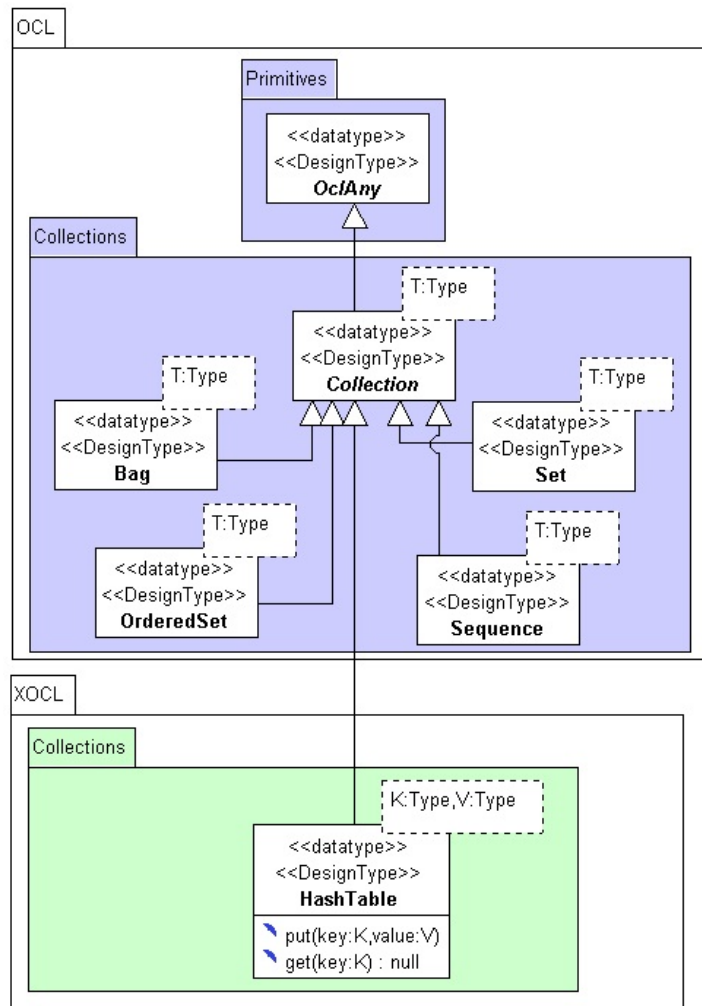 OCL
Primitives
<<datatype>>
<<DesignType>>
OclAny
Collections
T:Type
<<datatype>>
<<DesignType>>
Collection
T:Type
<<datatype>>
<<DesignType>>
Bag
T:Type
<<datatype>>
<<DesignType>>
Set
T:Type
<<datatype>>
<<DesignType>>
OrderedSet
T:Type
<<datatype>>
<<DesignType>>
Sequence
XOCL
Collections
K:Type,V:Type
<<datatype>>
<<DesignType>>
HashTable
put(key:K,value:V)
get(key:K) : null